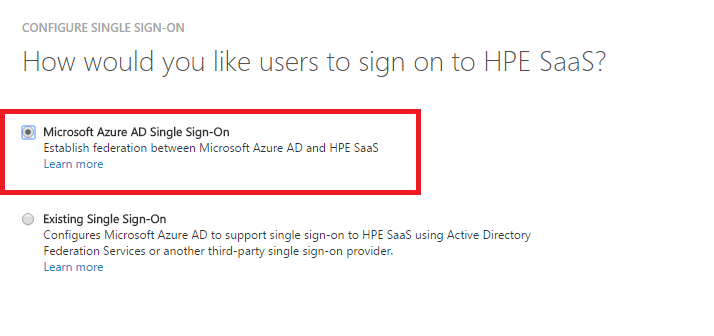 CONFIGURE SINGLE SIGN-ON
How would you like users to sign on to HPE SaaS?
Microsoft Azure AD Single Sign-On
Establish federation between Microsoft Azure AD and HPE SaaS
Learn more
Existing Single Sign-On
Configures Microsoft Azure AD to support single sign-on to HPE SaaS using Active Directory
Federation Services or another third-party single sign-on provider.
Learn more